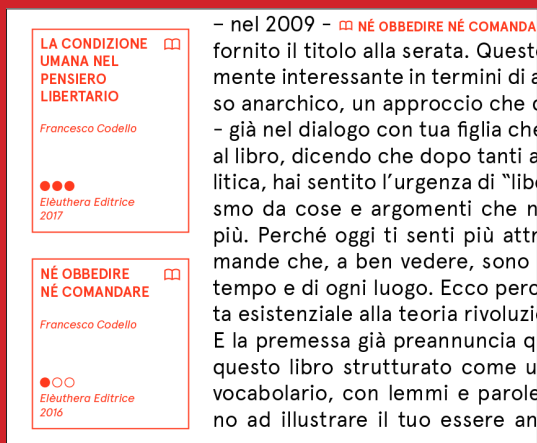 LA CONDIZIONE
UMANA NEL
PENSIERO
LIBERTARIO
Francesco Codello
Elèuthera Editrice
2017
NÉ OBBEDIRE
NÉ COMANDARE
Francesco Codello
Elèuthera Editrice
2016
– nel 2009 – NÉ OBBEDIRE NÉ COMANDA
fornito il titolo alla serata. Quest
mente interessante in termini di a
so anarchico, un approccio che
- già nel dialogo con tua figlia che
al libro, dicendo che dopo tanti a
litica, hai sentito l'urgenza di "lib
smo da cose e argomenti che n
più. Perché oggi ti senti più attr
mande che, a ben vedere, sono
tempo e di ogni luogo. Ecco perc
ta esistenziale alla teoria rivoluzi
E la premessa già preannuncia q
questo libro strutturato come u
vocabolario, con lemmi e parole
no ad illustrare il tuo essere an